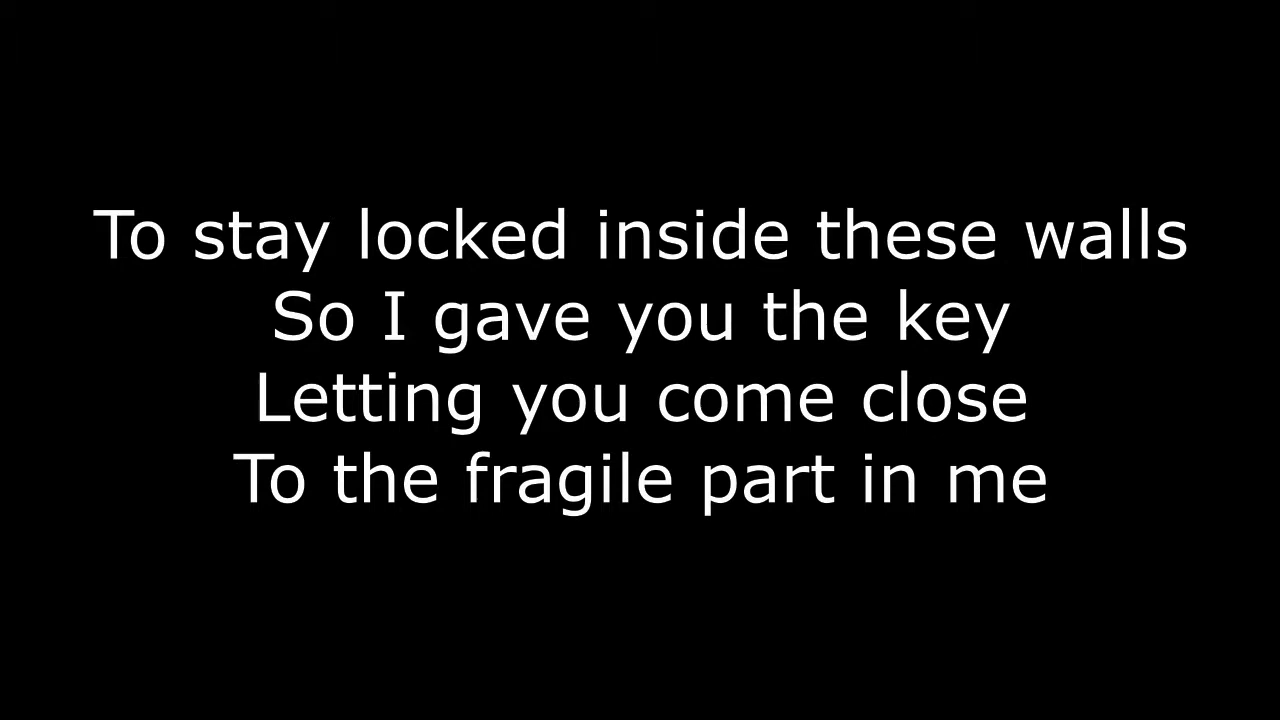 To stay locked inside these walls
So I gave you the key
Letting you come close
To the fragile part in me